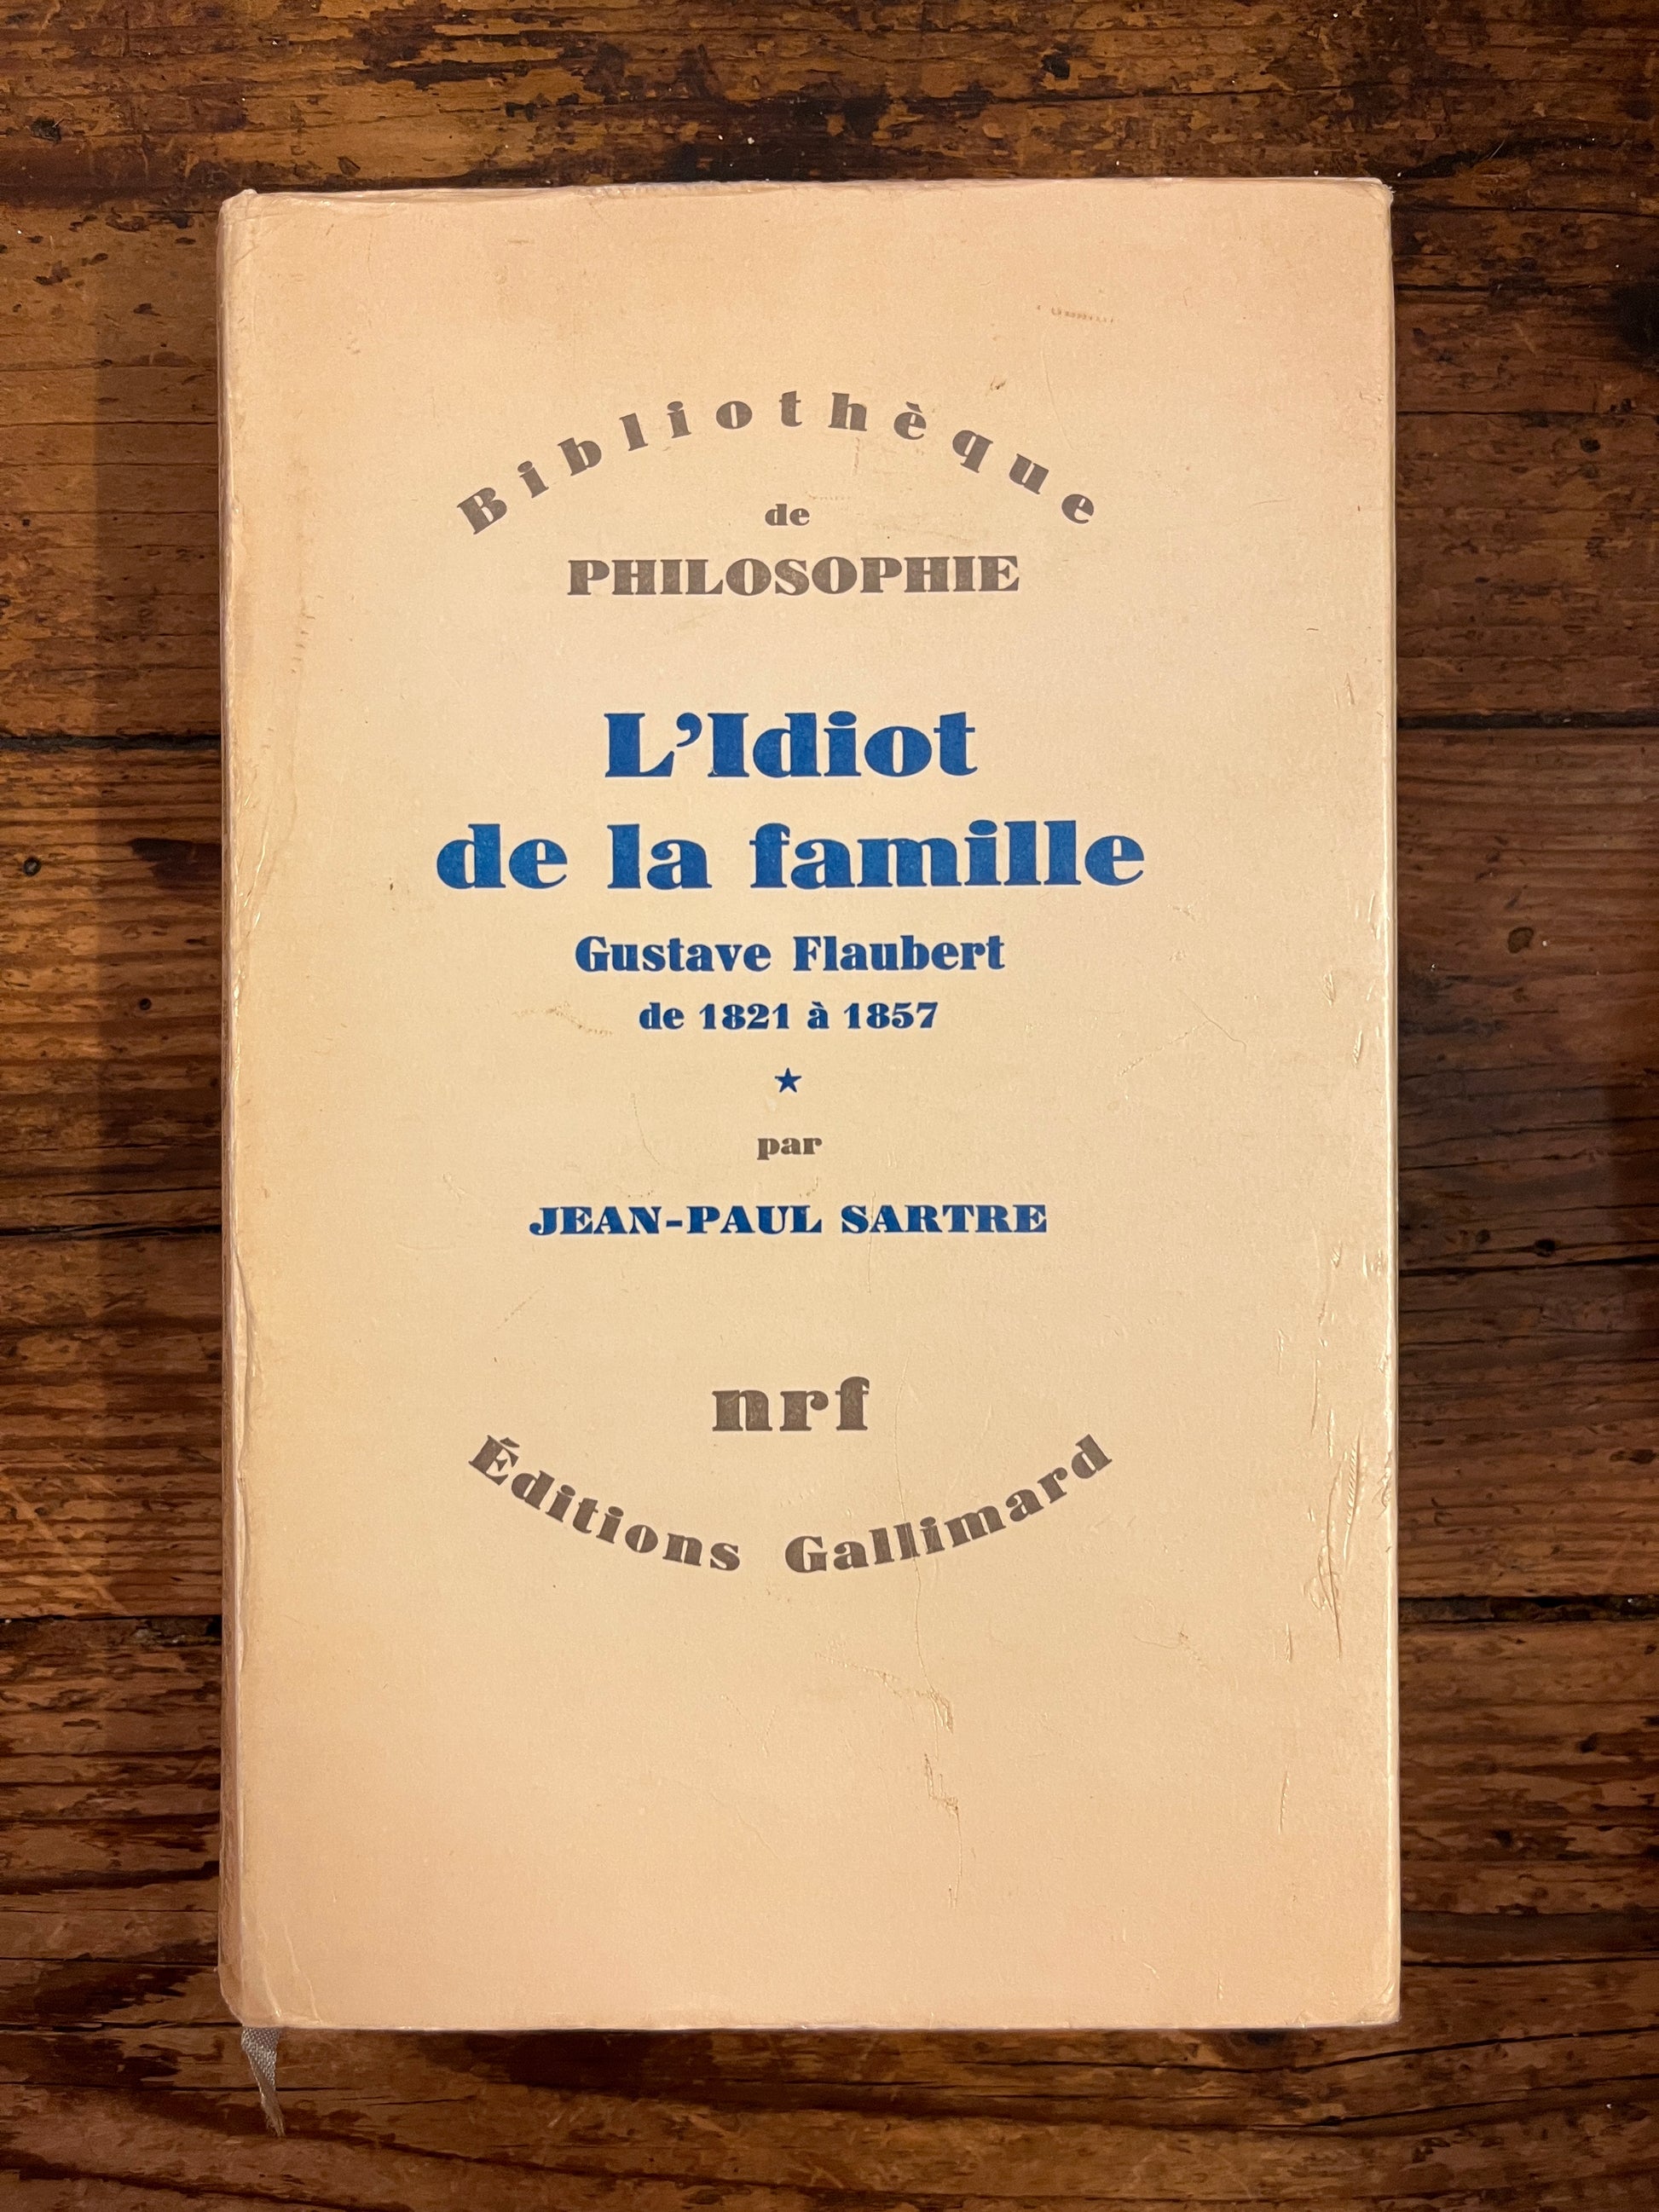 Bibliothèque
de
PHILOSOPHIE
L'Idiot
de la famille
Gustave Flaubert
de 1821 à 1857
★
par
JEAN-PAUL SARTRE
nrf
Éditions Gallimard